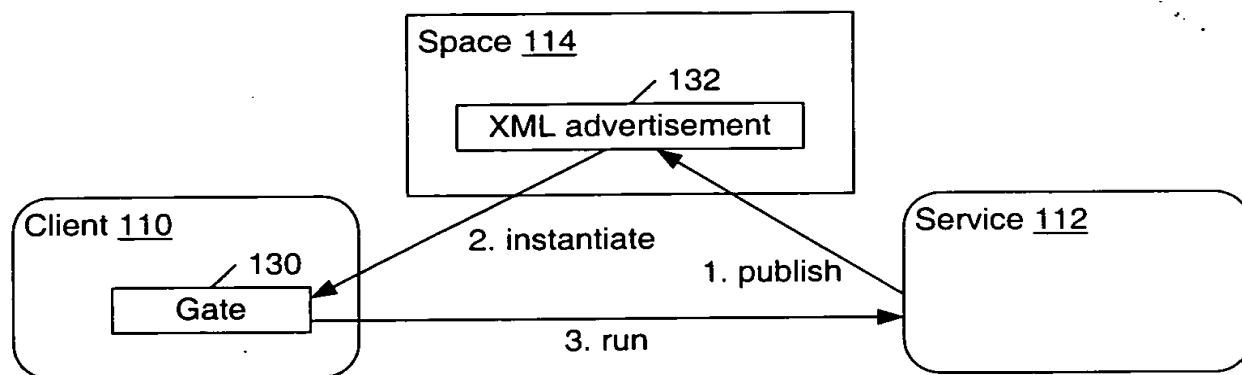 Space 114
132
XML advertisement
Client 110
2. instantiate
Service 112
130
1. publish
Gate
3. run